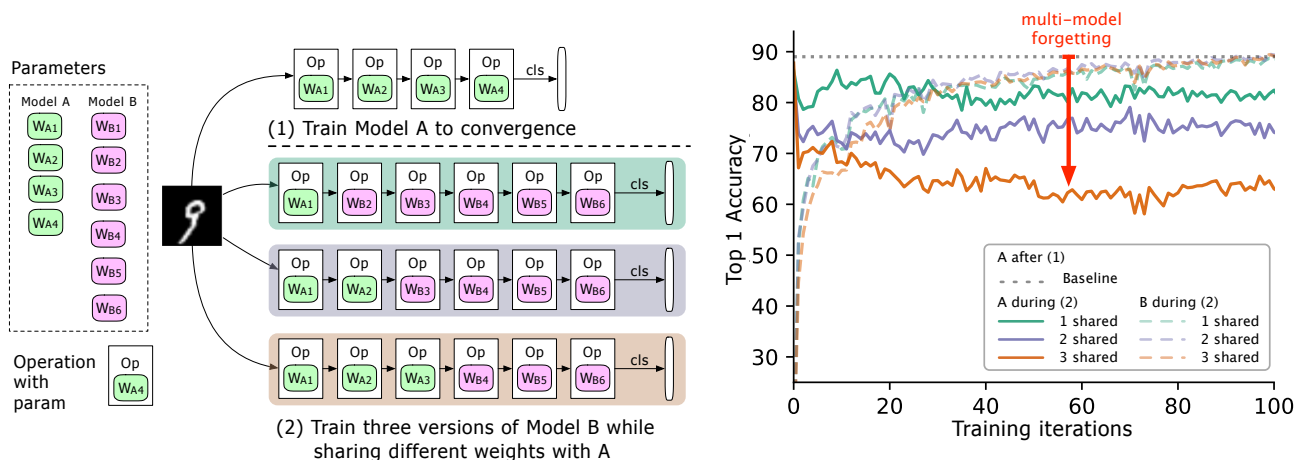 Parameters
Model A Model B
WA1 WB1
WA2 WB2
WA3 WB3
WA4 WB4
WB5
WB6
Operation
with
param
Op
WA4
Op Op Op Op
WA1 WA2 WA3 WA4 cls
(1) Train Model A to convergence
Op Op Op Op Op Op
WA1 WB2 WB3 WB4 WB5 WB6 cls
Op Op Op Op Op Op
WA1 WA2 WB3 WB4 WB5 WB6 cls
Op Op Op Op Op Op
WA1 WA2 WA3 WB4 WB5 WB6 cls
(2) Train three versions of Model B while
sharing different weights with A
multi-model
forgetting
Top 1 Accuracy
90
80
70
60
50
40
30
A after (1)
Baseline
A during (2) B during (2)
1 shared 1 shared
2 shared 2 shared
3 shared 3 shared
0 20 40 60 80 100
Training iterations